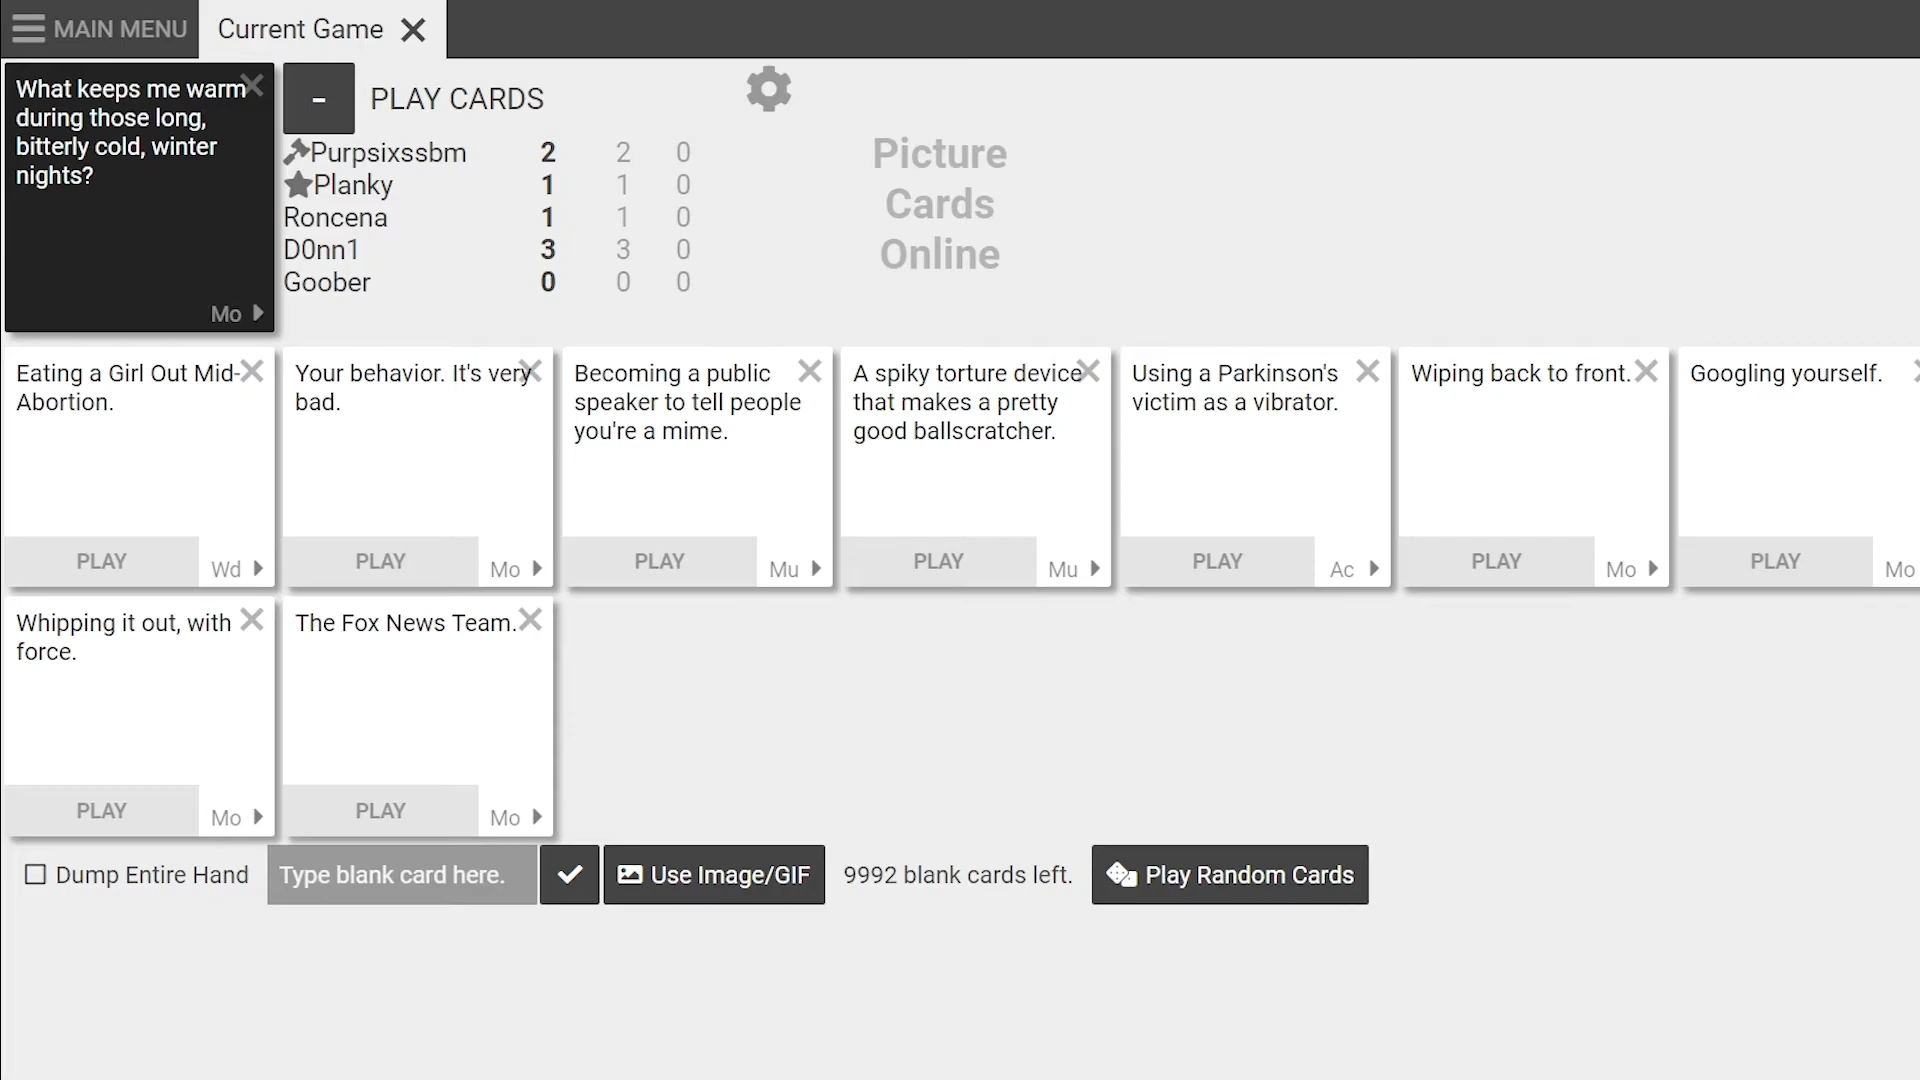 MAIN MENU
Current Game
What keeps me warm
during those long,
bitterly cold, winter
nights?
Mo
-
PLAY CARDS
Purpsixssbm 2 2 0
Planky 1 1 0
Roncena 1 1 0
D0nn1 3 3 0
Goober 0 0 0
Picture
Cards
Online
Eating a Girl Out Mid-
Abortion.
PLAY
Wd
Your behavior. It's very
bad.
PLAY
Mo
Becoming a public
speaker to tell people
you're a mime.
PLAY
Mu
A spiky torture device
that makes a pretty
good ballscratcher.
PLAY
Mu
Using a Parkinson's
victim as a vibrator.
PLAY
Ac
Wiping back to front.
PLAY
Mo
Googling yourself.
PLAY
Mo
Whipping it out, with
force.
PLAY
Mo
The Fox News Team.
PLAY
Mo
Dump Entire Hand
Type blank card here.
Use Image/GIF
9992 blank cards left.
Play Random Cards